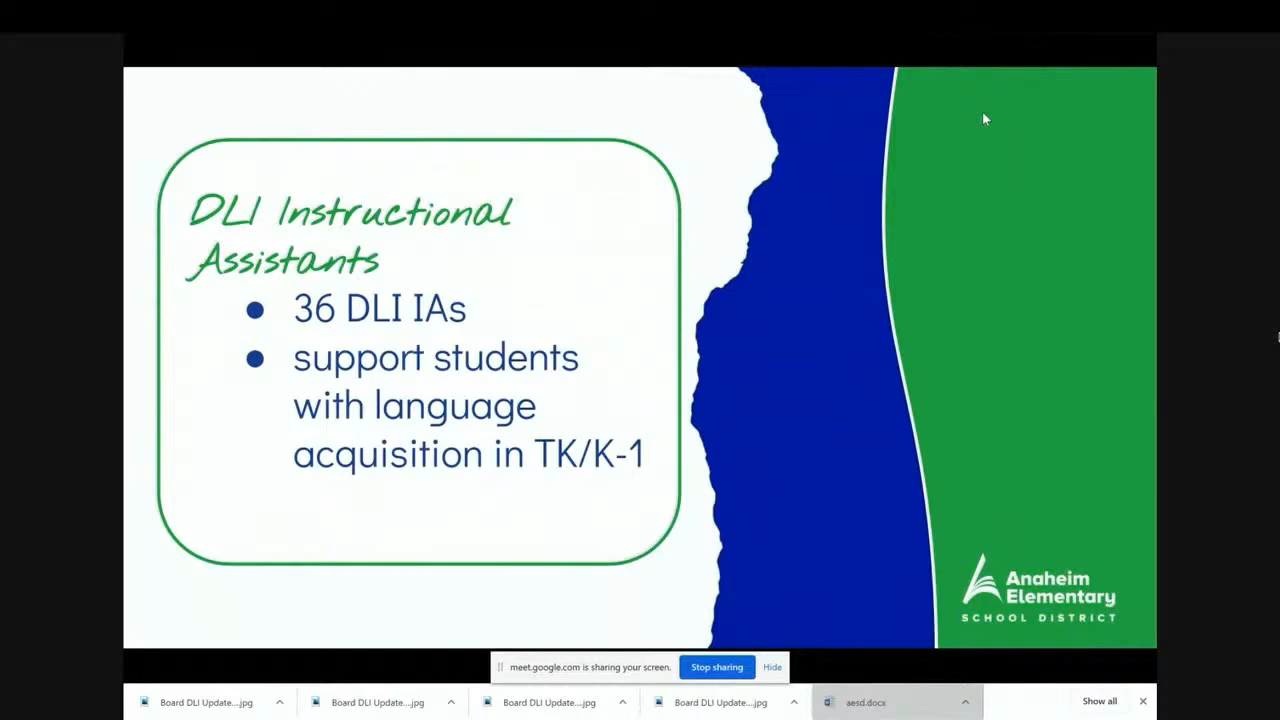 DLI Instructional
Assistants
● 36 DLI IAs
● support students
with language
acquisition in TK/K-1
Anaheim
Elementary
SCHOOL DISTRICT
meet.google.com is sharing your screen. Stop sharing Hide
Board DLI Update....jpg Board DLI Update....jpg Board DLI Update....jpg Board DLI Update....jpg aesd.docx Show all